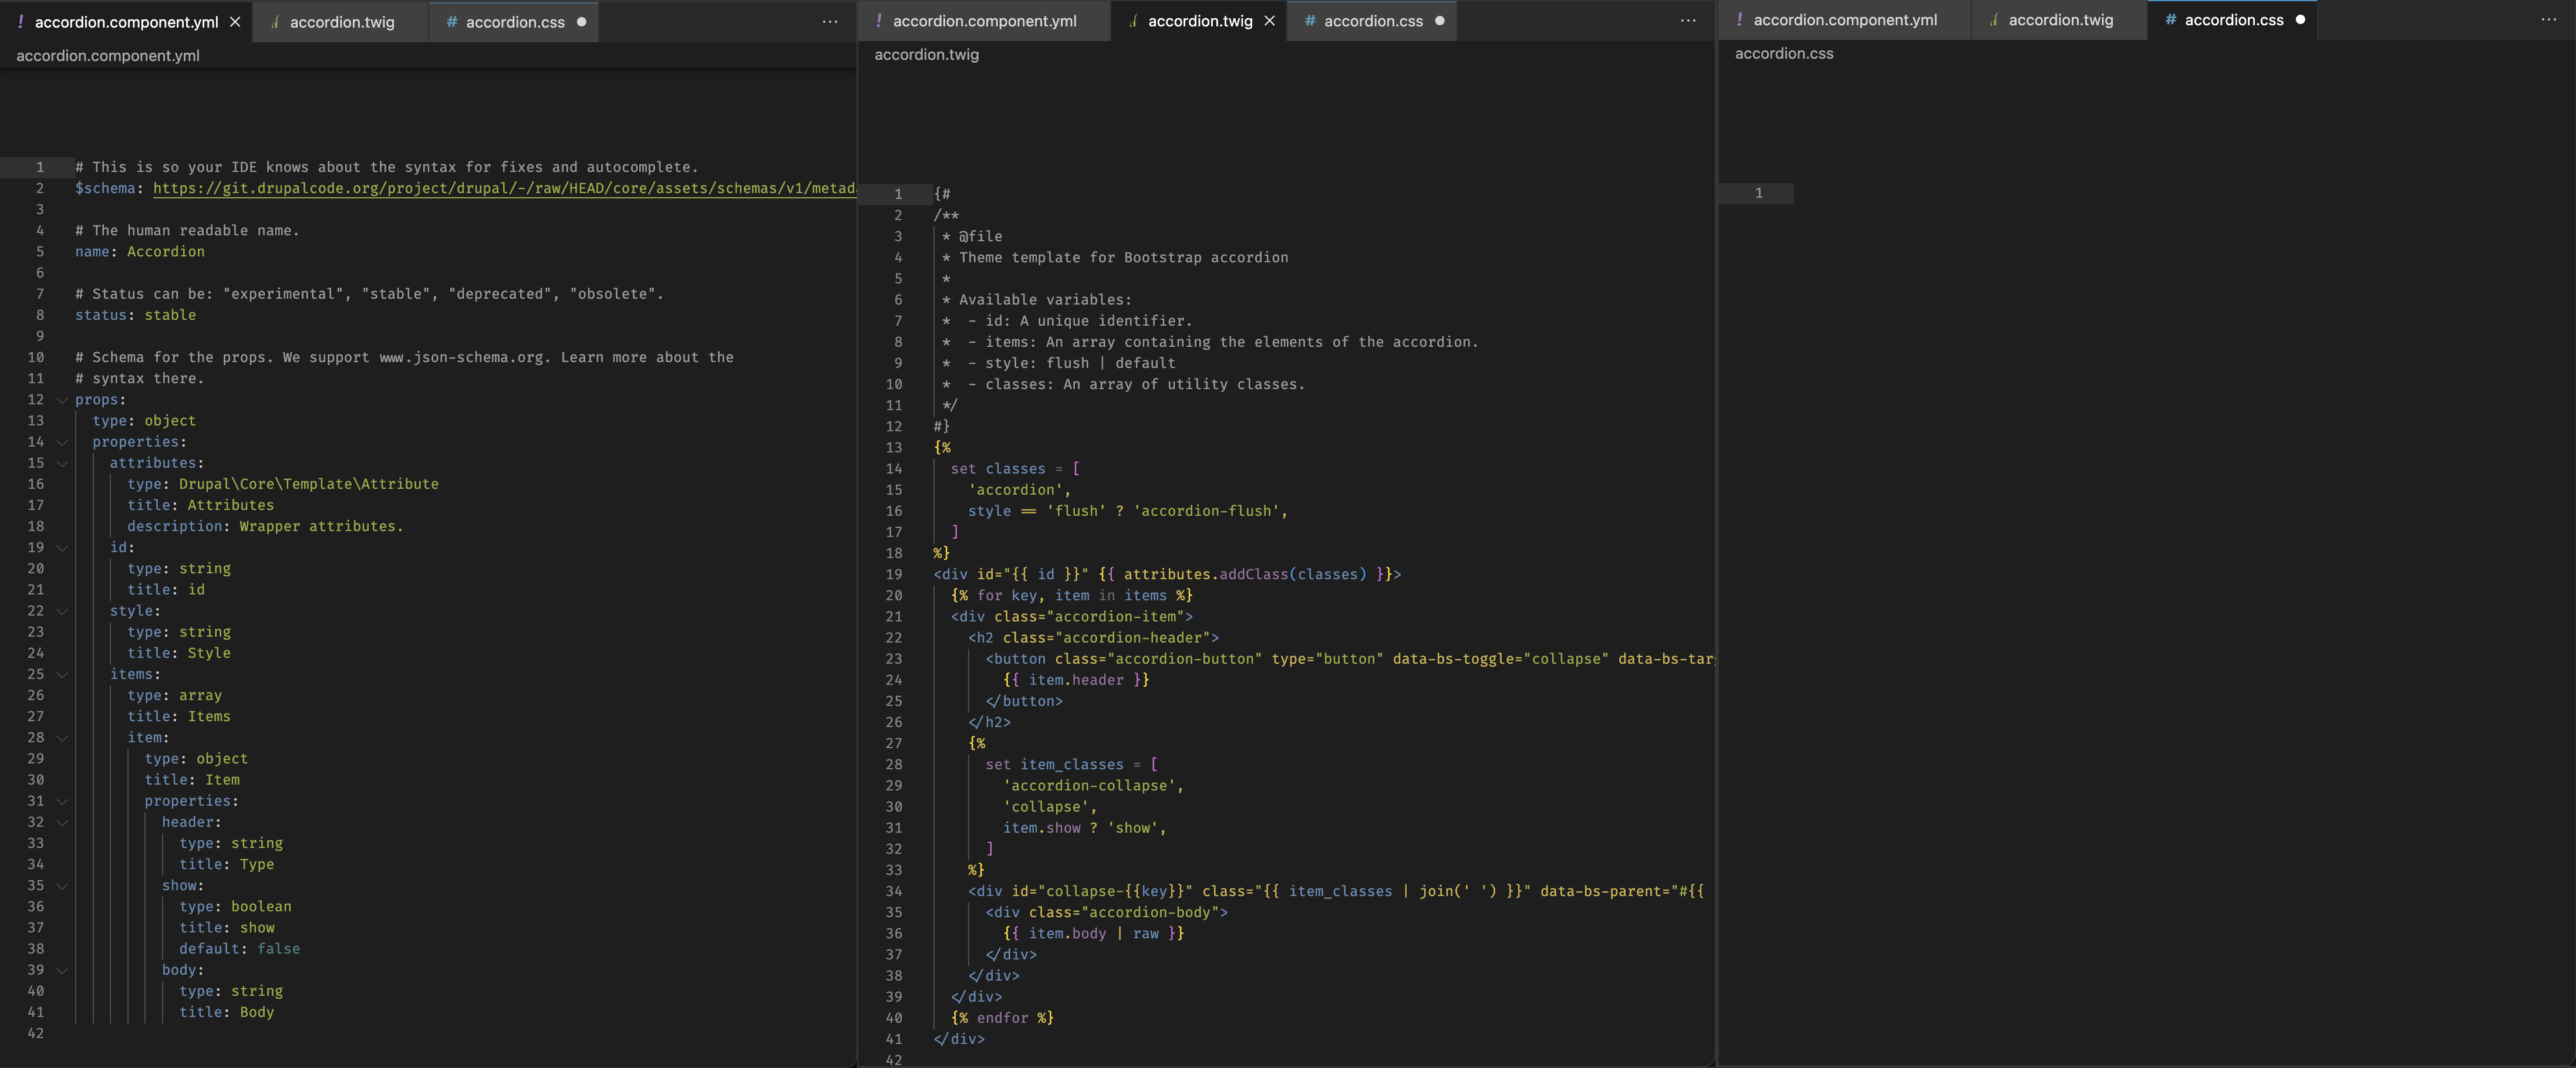 accordion.component.yml
accordion.twig
accordion.css
accordion.component.yml
1 # This is so your IDE knows about the syntax for fixes and autocomplete.
2 $schema: https://git.drupalcode.org/project/drupal/-/raw/HEAD/core/assets/schemas/v1/metad
3
4 # The human readable name.
5 name: Accordion
6
7 # Status can be: "experimental", "stable", "deprecated", "obsolete".
8 status: stable
9
10 # Schema for the props. We support www.json-schema.org. Learn more about the
11 # syntax there.
12 props:
13 type: object
14 properties:
15 attributes:
16 type: Drupal\Core\Template\Attribute
17 title: Attributes
18 description: Wrapper attributes.
19 id:
20 type: string
21 title: id
22 style:
23 type: string
24 title: Style
25 items:
26 type: array
27 title: Items
28 item:
29 type: object
30 title: Item
31 properties:
32 header:
33 type: string
34 title: Type
35 show:
36 type: boolean
37 title: show
38 default: false
39 body:
40 type: string
41 title: Body
42
accordion.component.yml
accordion.twig
accordion.css
accordion.twig
1 {#
2 /**
3 * @file
4 * Theme template for Bootstrap accordion
5 *
6 * Available variables:
7 * - id: A unique identifier.
8 * - items: An array containing the elements of the accordion.
9 * - style: flush | default
10 * - classes: An array of utility classes.
11 */
12 #}
13 {%
14 set classes = [
15 'accordion',
16 style == 'flush' ? 'accordion-flush',
17 ]
18 %}
19 <div id="{{ id }}" {{ attributes.addClass(classes) }}>
20 {% for key, item in items %}
21 <div class="accordion-item">
22 <h2 class="accordion-header">
23 <button class="accordion-button" type="button" data-bs-toggle="collapse" data-bs-tar
24 {{ item.header }}
25 </button>
26 </h2>
27 {%
28 set item_classes = [
29 'accordion-collapse',
30 'collapse',
31 item.show ? 'show',
32 ]
33 %}
34 <div id="collapse-{{key}}" class="{{ item_classes | join(' ') }}" data-bs-parent="#{{
35 <div class="accordion-body">
36 {{ item.body | raw }}
37 </div>
38 </div>
39 </div>
40 {% endfor %}
41 </div>
42
accordion.component.yml
accordion.twig
accordion.css
accordion.css
1